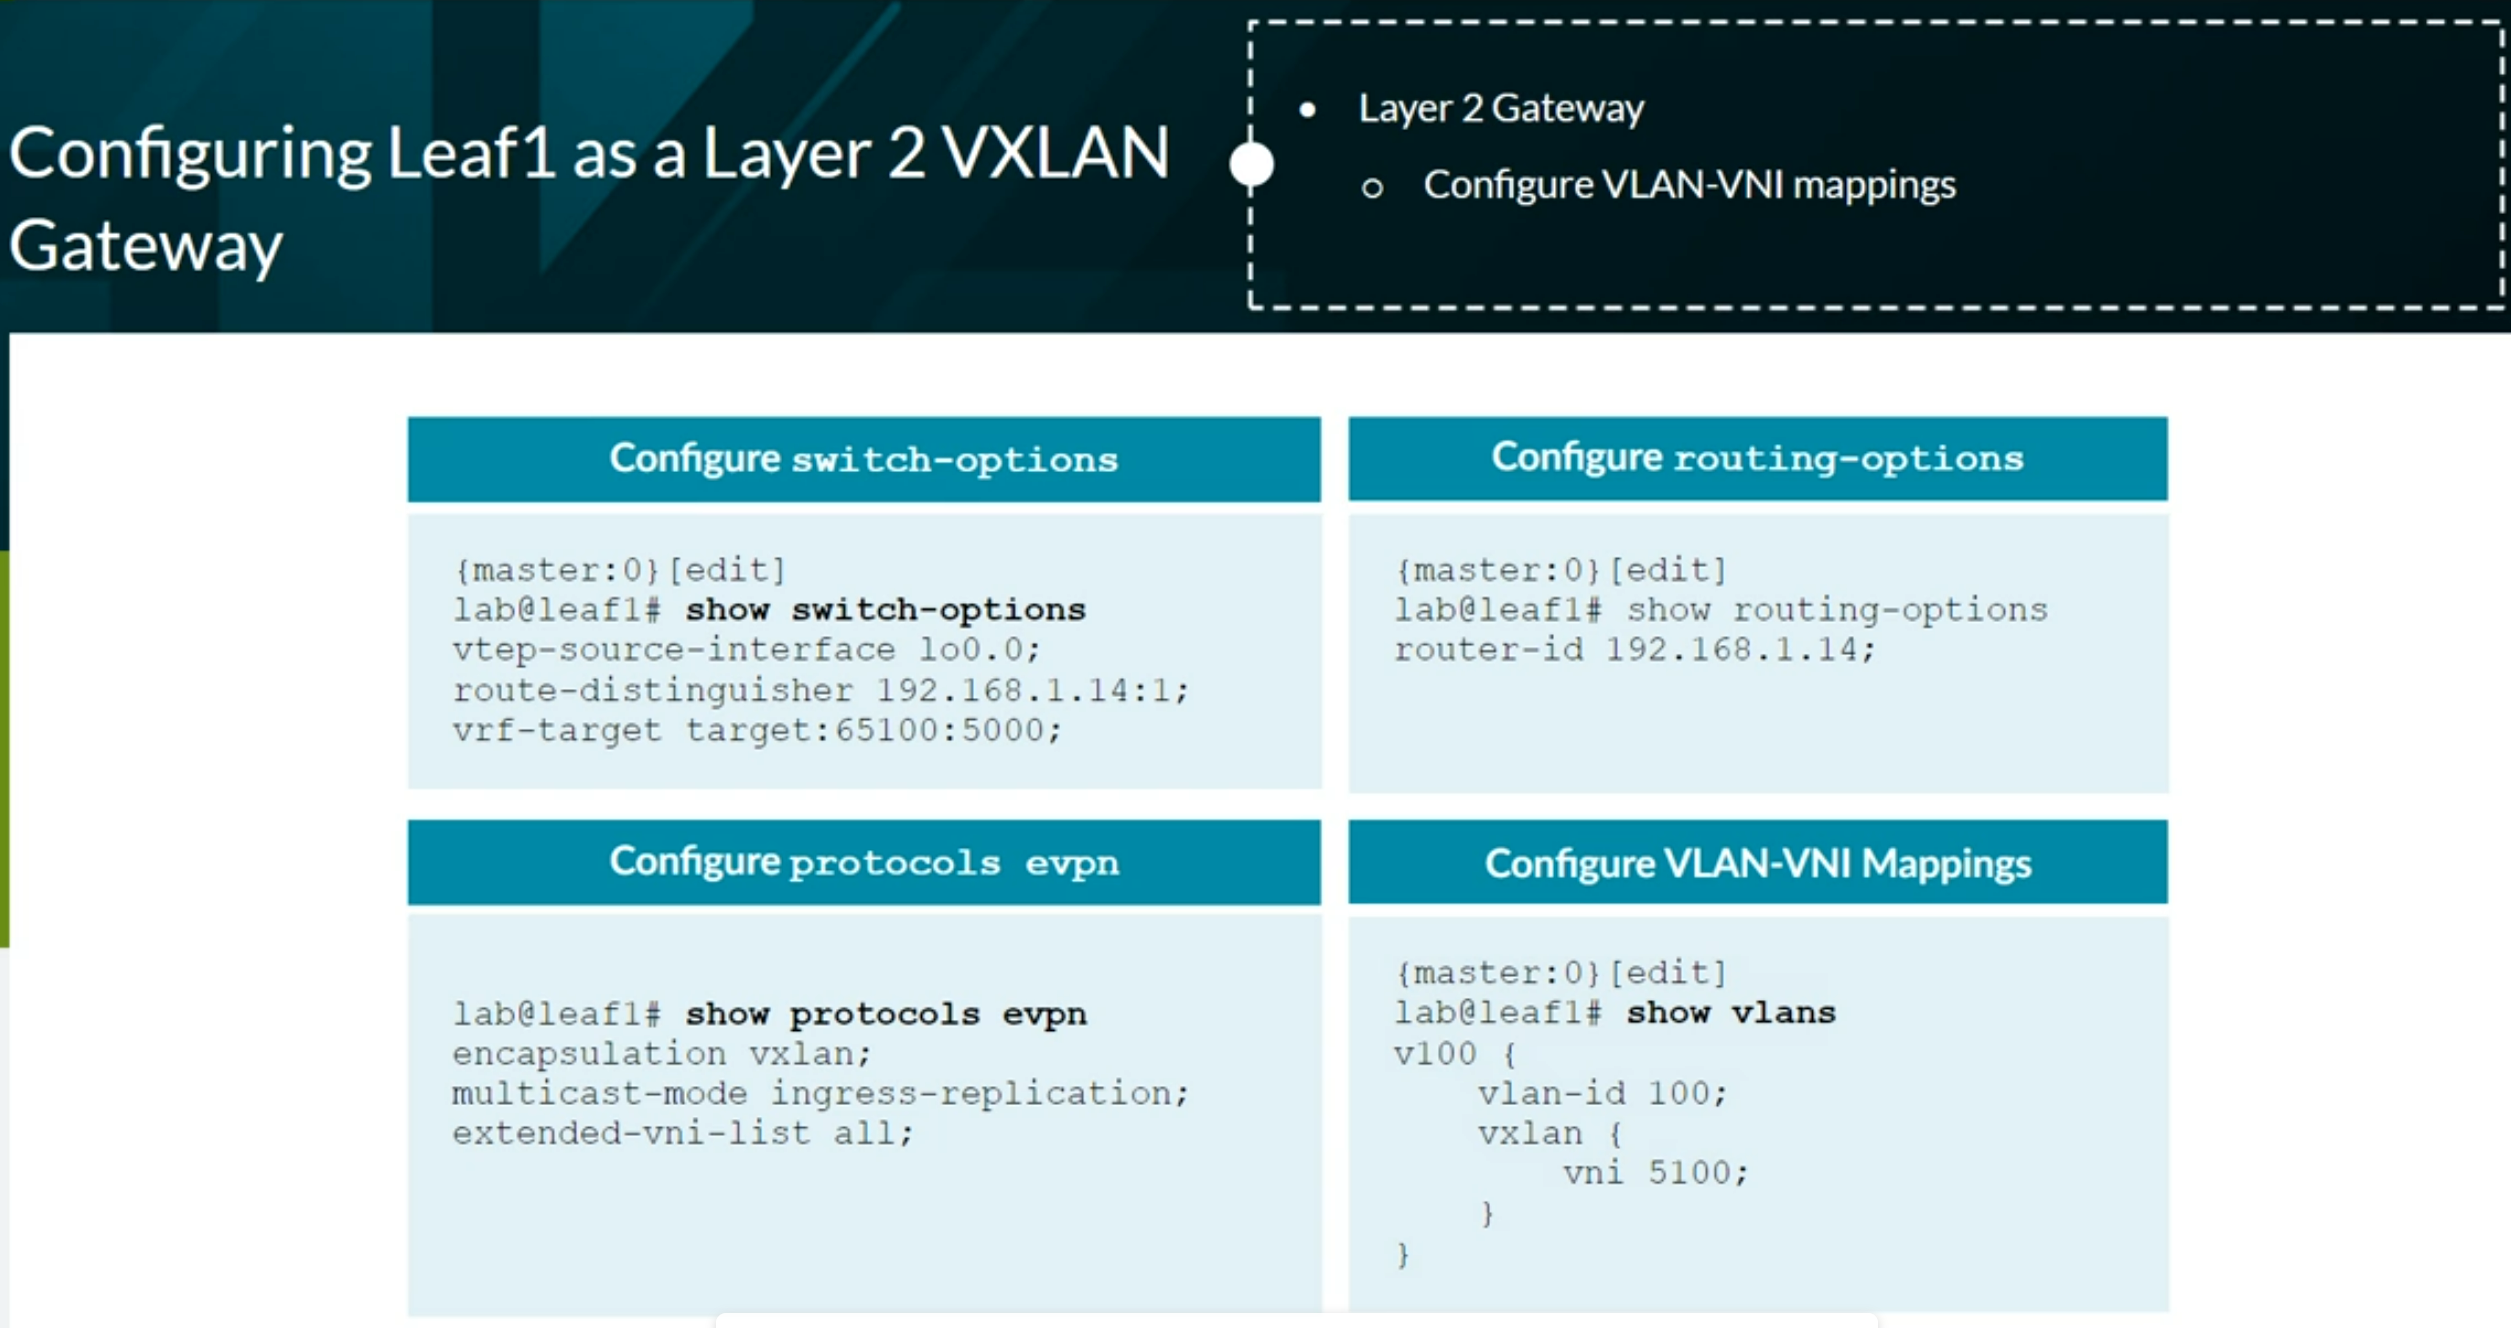 Configuring Leaf1 as a Layer 2 VXLAN
Gateway
• Layer 2 Gateway
○ Configure VLAN-VNI mappings
Configure switch-options
{master:0}[edit]
lab@leaf1# show switch-options
vtep-source-interface lo0.0;
route-distinguisher 192.168.1.14:1;
vrf-target target:65100:5000;
Configure routing-options
{master:0}[edit]
lab@leaf1# show routing-options
router-id 192.168.1.14;
Configure protocols evpn
lab@leaf1# show protocols evpn
encapsulation vxlan;
multicast-mode ingress-replication;
extended-vni-list all;
Configure VLAN-VNI Mappings
{master:0}[edit]
lab@leaf1# show vlans
v100 {
    vlan-id 100;
    vxlan {
        vni 5100;
    }
}